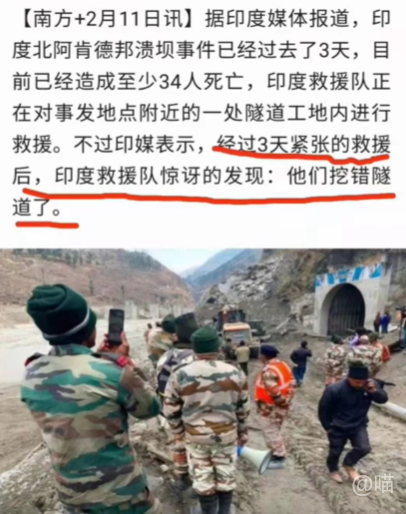 【南方+2月11日讯】据印度媒体报道，印
度北阿肯德邦溃坝事件已经过去了3天，目
前已经造成至少34人死亡，印度救援队正
在对事发地点附近的一处隧道工地内进行
救援。不过印媒表示，经过3天紧张的救援
后，印度救援队惊讶的发现：他们挖错隧
道了。
@喵